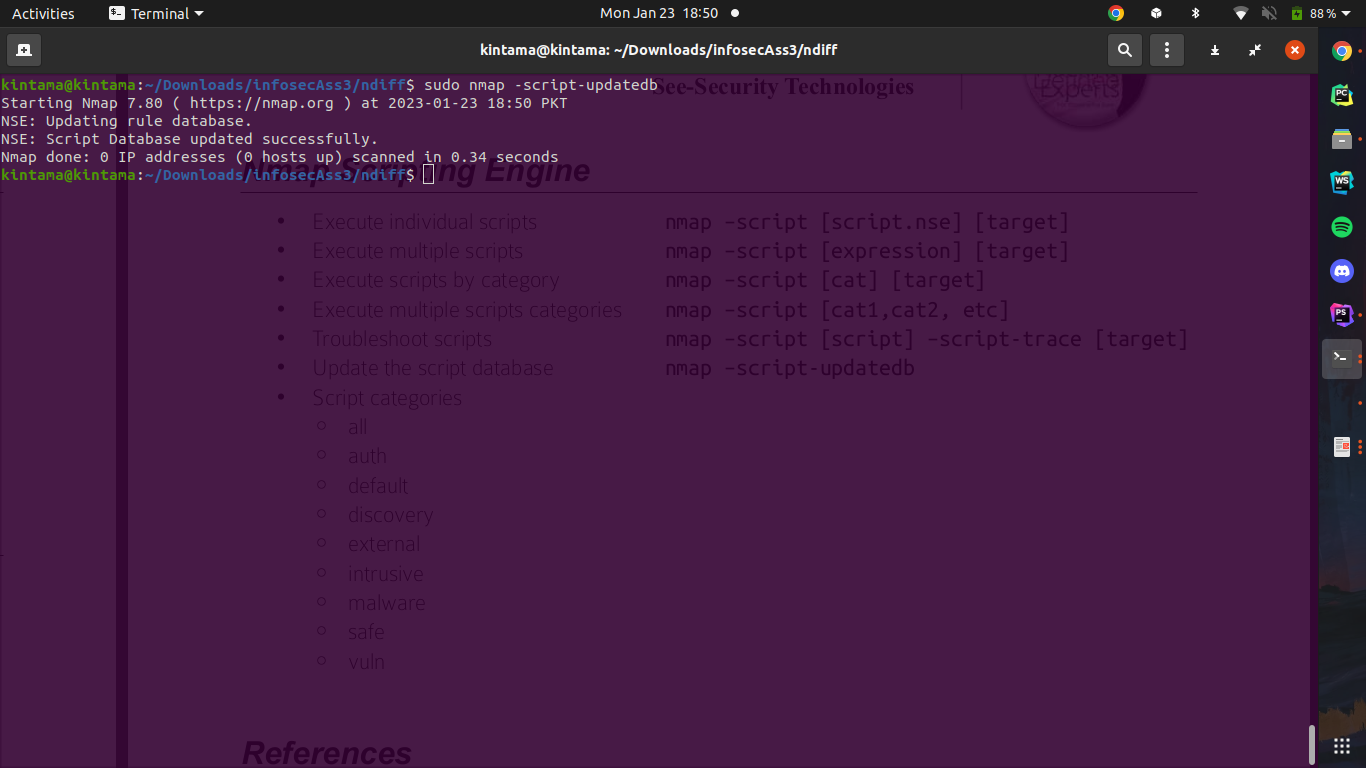 Activities Terminal Mon Jan 23 18:50 88%
kintama@kintama: ~/Downloads/infosecAss3/ndiff
kintama@kintama:~/Downloads/infosecAss3/ndiff$ sudo nmap -script-updatedb
See-Security Technologies
Experts
Starting Nmap 7.80 ( https://nmap.org ) at 2023-01-23 18:50 PKT
NSE: Updating rule database.
NSE: Script Database updated successfully.
Nmap done: 0 IP addresses (0 hosts up) scanned in 0.34 seconds
kintama@kintama:~/Downloads/infosecAss3/ndiff$
Nmap Scripting Engine
• Execute individual scripts nmap –script [script.nse] [target]
• Execute multiple scripts nmap –script [expression] [target]
• Execute scripts by category nmap –script [cat] [target]
• Execute multiple scripts categories nmap –script [cat1,cat2, etc]
• Troubleshoot scripts nmap –script [script] –script-trace [target]
• Update the script database nmap –script-updatedb
• Script categories
○ all
○ auth
○ default
○ discovery
○ external
○ intrusive
○ malware
○ safe
○ vuln
References
PC
WS
PS